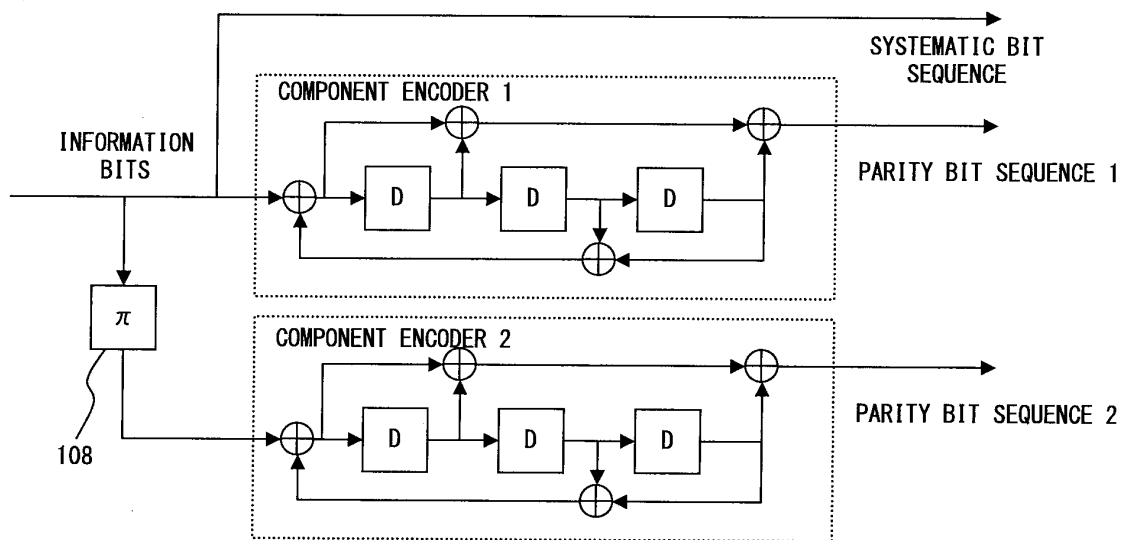 SYSTEMATIC BIT
SEQUENCE
COMPONENT ENCODER 1
INFORMATION
BITS
D D D
PARITY BIT SEQUENCE 1
π
108
COMPONENT ENCODER 2
D D D
PARITY BIT SEQUENCE 2